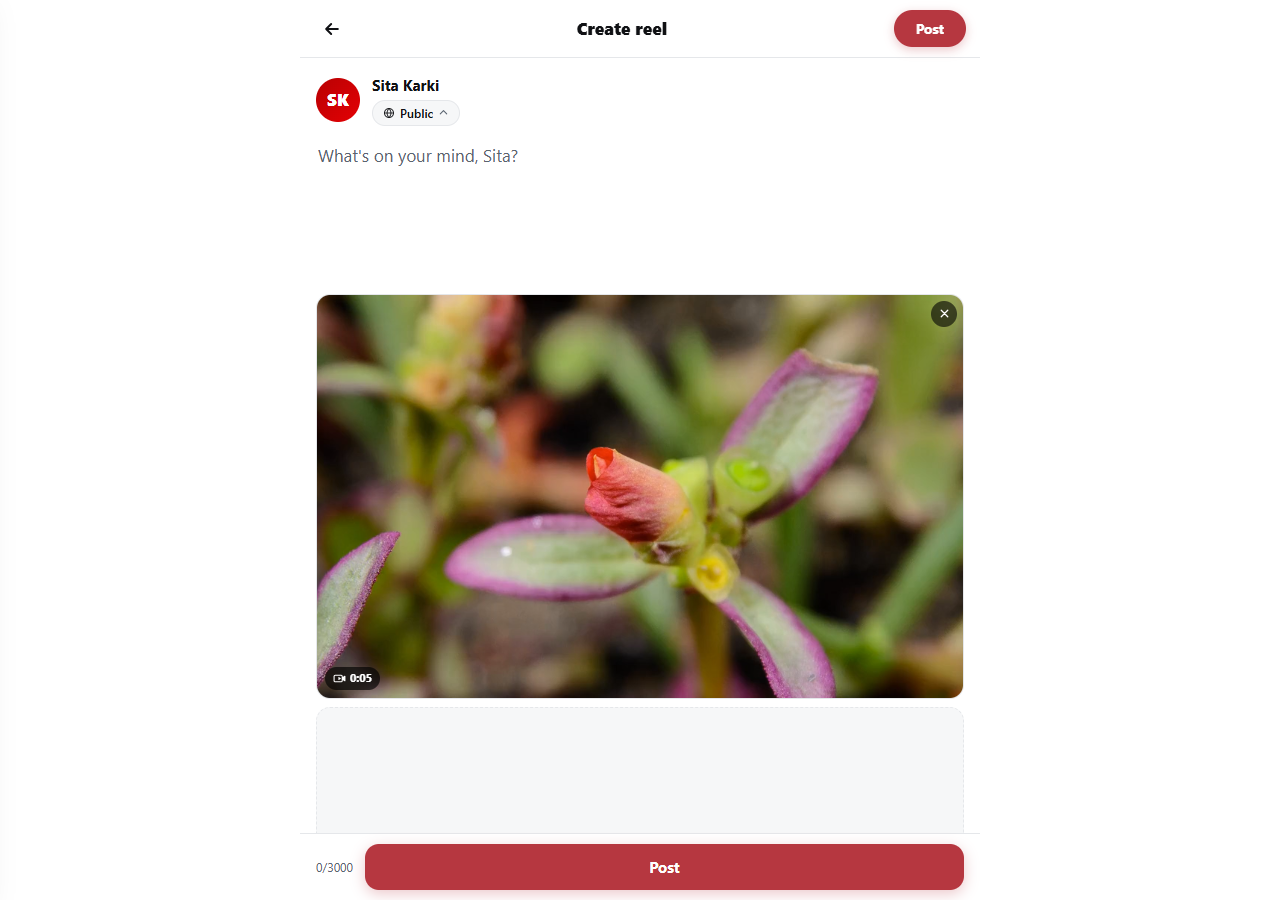 Create reel
Post
SK
Sita Karki
Public
What's on your mind, Sita?
0:05
0/3000
Post